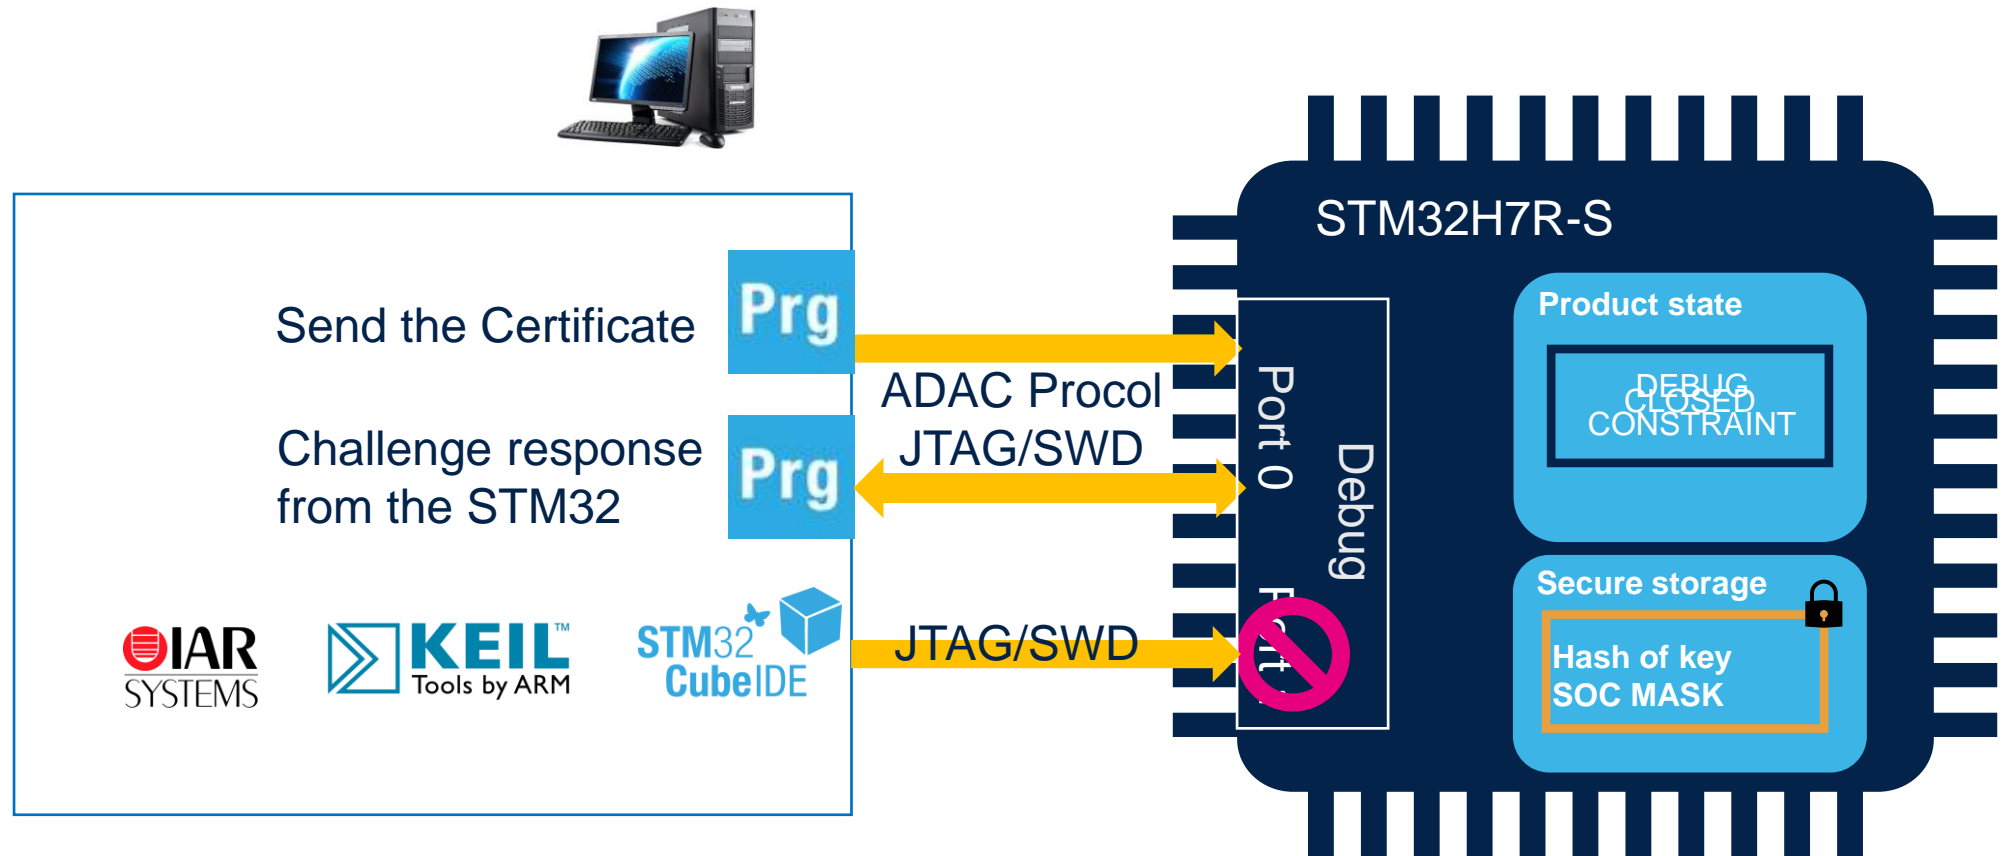 STM32H7R-S
Product state
DEBUG
CLOSED
CONSTRAINT
Send the Certificate
Prg
ADAC Procol
JTAG/SWD
Port 0
Debug
Challenge response
from the STM32
Prg
Secure storage
Hash of key
SOC MASK
IAR
SYSTEMS
KEIL™
Tools by ARM
STM32
CubeIDE
JTAG/SWD